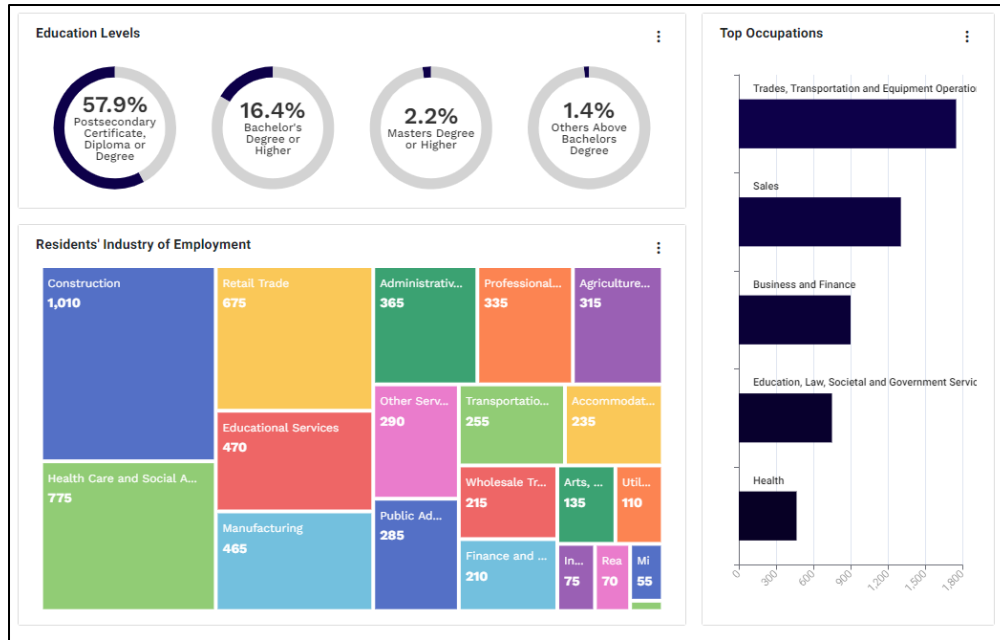 Education Levels
57.9%
Postsecondary
Certificate,
Diploma or
Degree
16.4%
Bachelor's
Degree or
Higher
2.2%
Masters Degree
or Higher
1.4%
Others Above
Bachelors
Degree
Residents' Industry of Employment
Construction
1,010
Health Care and Social A...
775
Retail Trade
675
Educational Services
470
Manufacturing
465
Administrativ...
365
Professional...
335
Agriculture...
315
Other Serv...
290
Public Ad...
285
Transportatio...
255
Accommodat...
235
Wholesale Tr...
215
Finance and ...
210
Arts, ...
135
Util...
110
In...
75
Rea
70
Mi
55
Top Occupations
Trades, Transportation and Equipment Operatio
Sales
Business and Finance
Education, Law, Societal and Government Servic
Health
0
300
600
900
1,200
1,500
1,800